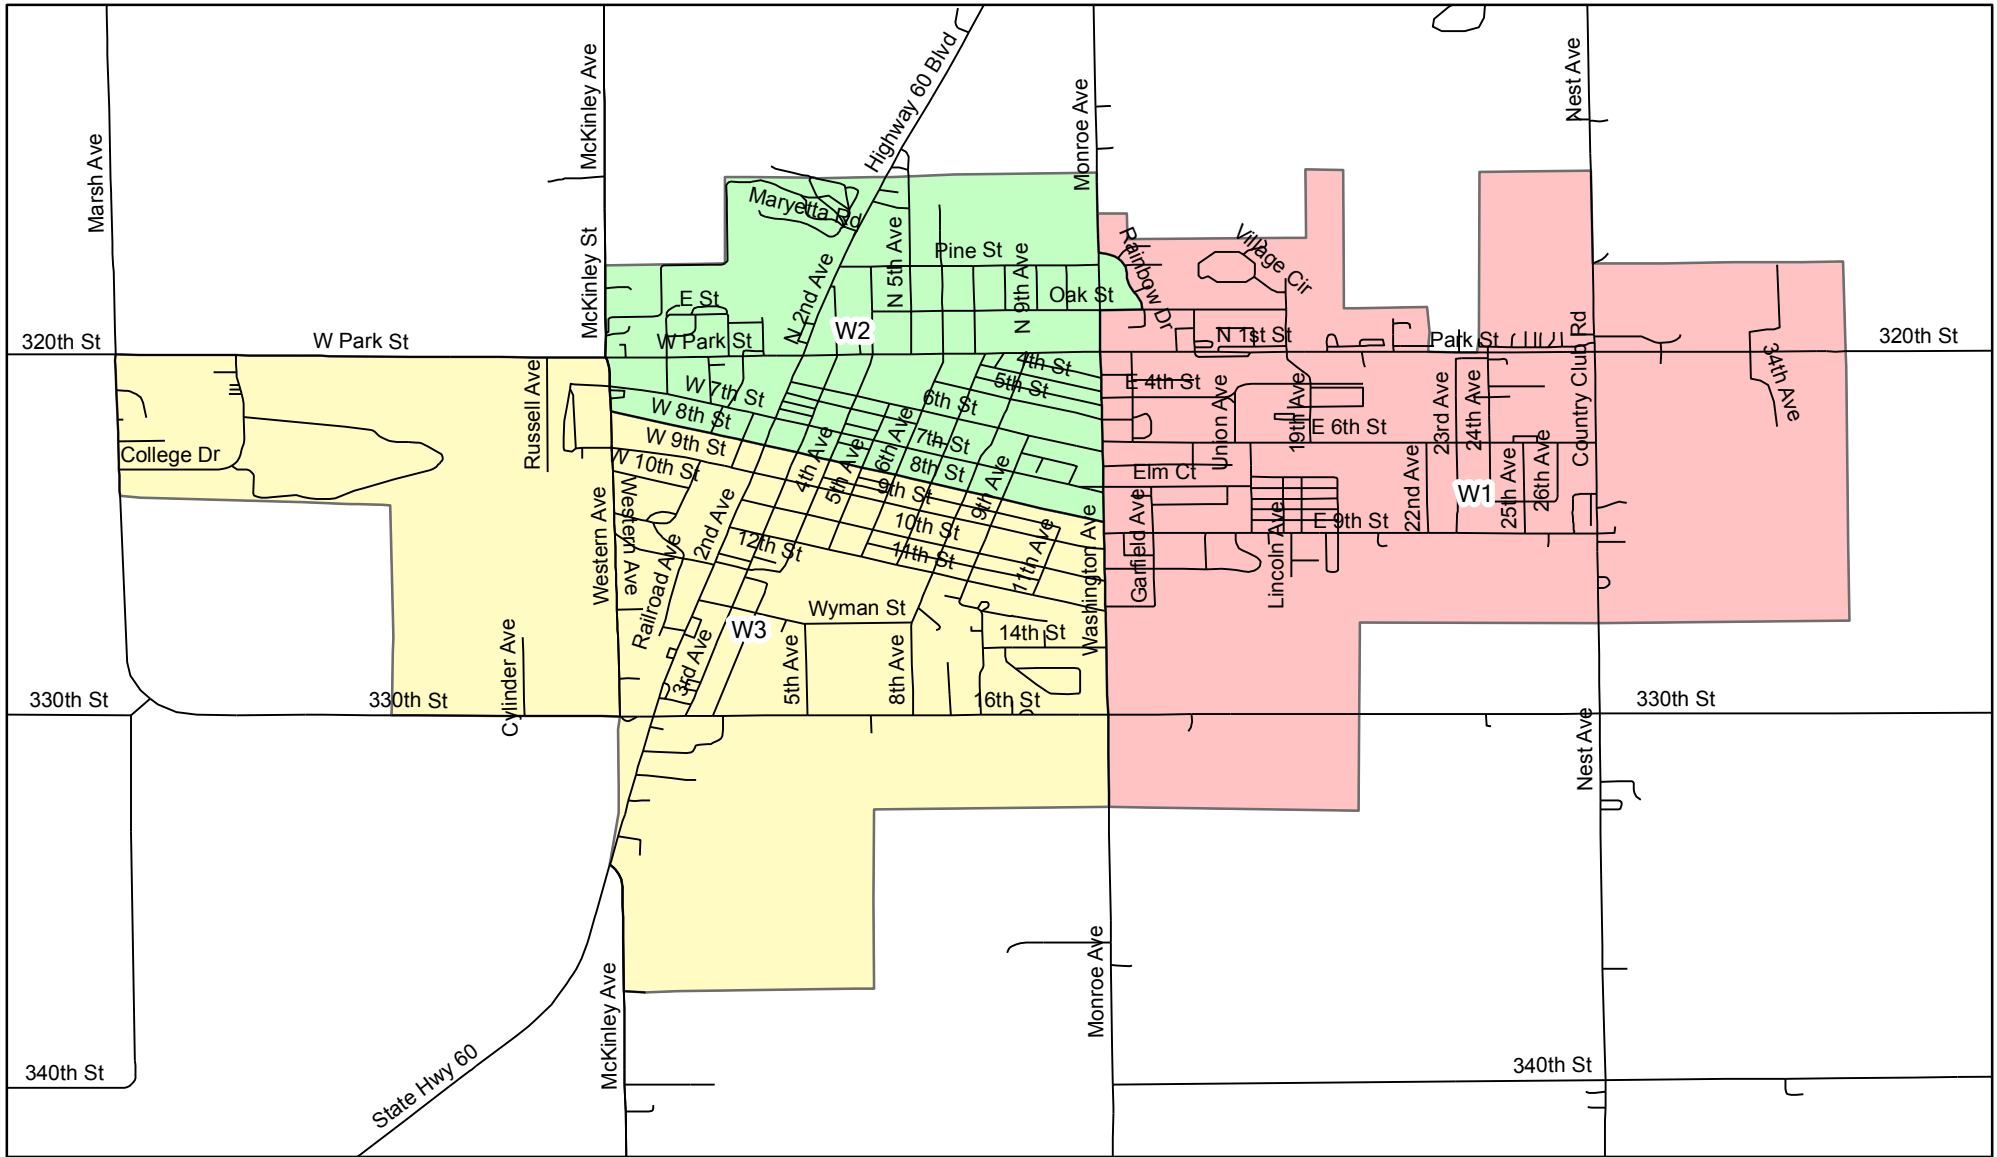 McKinley Ave
Highway 60 Blvd
Nest Ave
Monroe Ave
Marsh Ave
Maryetta Rd
McKinley St
N 5th Ave
Pine St
N 9th Ave
Rainbow Dr
Village Cir
N 2nd Ave
E St
Oak St
W2
320th St
W Park St
W Park St
N 1st St
Park St
Country Club Rd
320th St
34th Ave
4th St
5th St
E 4th St
Russell Ave
W 7th St
W 8th St
6th St
Union Ave
19th Ave
23rd Ave
24th Ave
E 6th St
W 9th St
7th St
6th Ave
4th Ave
5th Ave
College Dr
W 10th St
8th St
Elm Ct
9th St
9th Ave
22nd Ave
W1
25th Ave
26th Ave
Western Ave
Western Ave
2nd Ave
10th St
E 9th St
12th St
11th St
11th Ave
Washington Ave
Garfield Ave
Lincoln Ave
Railroad Ave
Wyman St
W3
14th St
Cylinder Ave
3rd Ave
5th Ave
8th Ave
330th St
330th St
16th St
330th St
Nest Ave
McKinley Ave
Monroe Ave
340th St
State Hwy 60
340th St